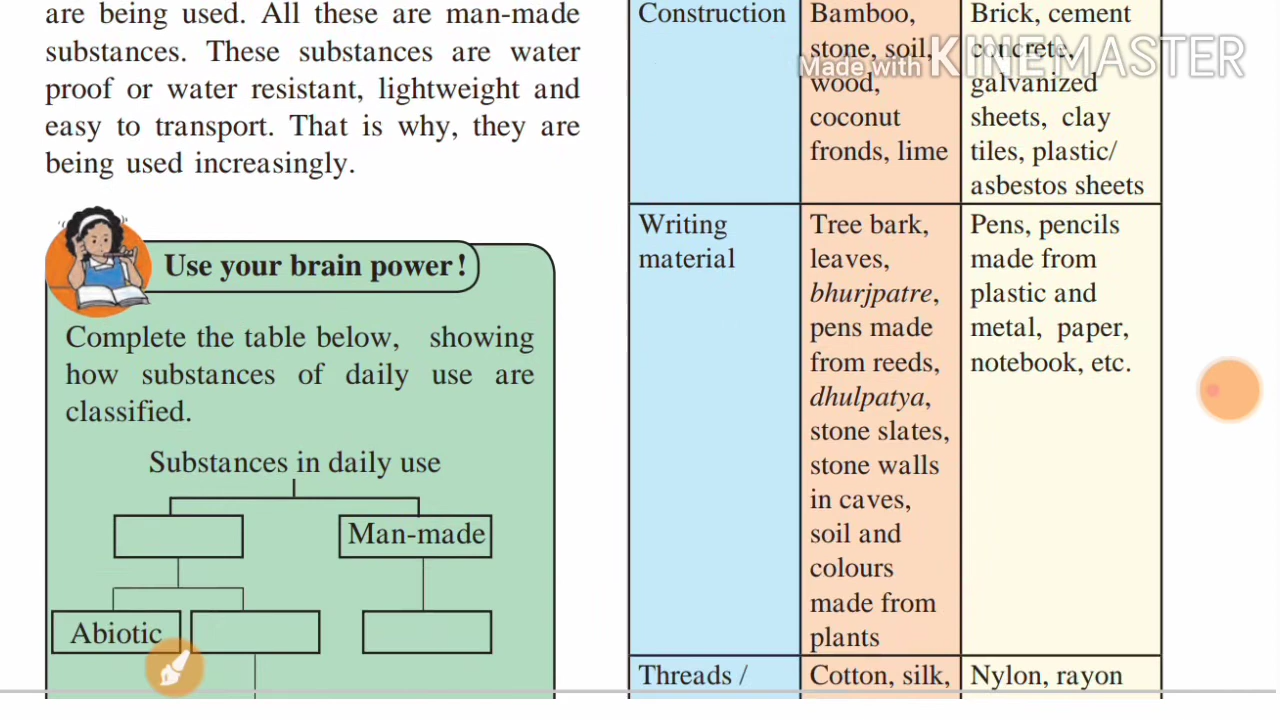 are being used. All these are man-made
substances. These substances are water
proof or water resistant, lightweight and
easy to transport. That is why, they are
being used increasingly.
Use your brain power!
Complete the table below, showing
how substances of daily use are
classified.
Substances in daily use
Man-made
Abiotic
Construction
Bamboo,
stone, soil,
wood,
coconut
fronds, lime
Brick, cement
concrete,
galvanized
sheets, clay
tiles, plastic/
asbestos sheets
Writing
material
Tree bark,
leaves,
bhurjpatre,
pens made
from reeds,
dhulpatya,
stone slates,
stone walls
in caves,
soil and
colours
made from
plants
Pens, pencils
made from
plastic and
metal, paper,
notebook, etc.
Threads /
Cotton, silk,
Nylon, rayon
Made with KINEMASTER